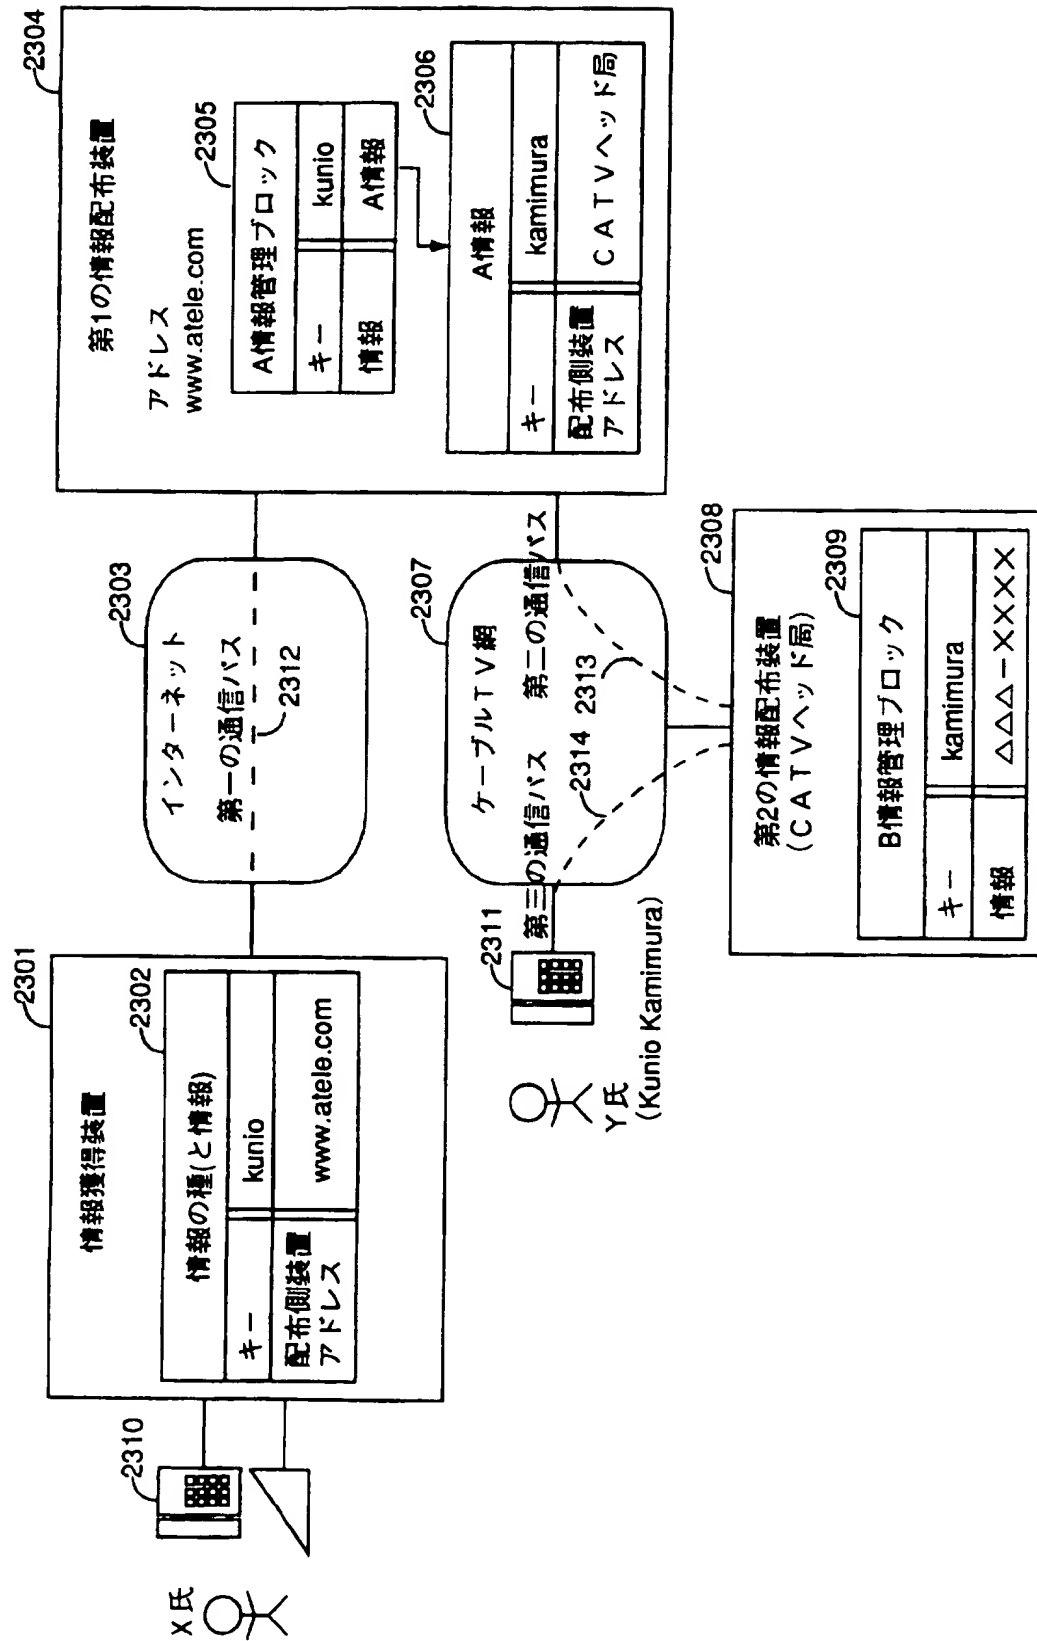 X氏
2310
2301
情報獲得装置
2302
情報の種(と情報)
キー
kunio
配布側装置
アドレス
www.atele.com
2303
インターネット
第一の通信パス
2312
2304
第1の情報配布装置
アドレス
www.atele.com
2305
A情報管理ブロック
キー
kunio
情報
A情報
2306
A情報
キー
kamimura
配布側装置
アドレス
CATVヘッド局
2307
ケーブルTV網
第三の通信パス
第二の通信パス
2314
2313
2311
Y氏
(Kunio Kamimura)
2308
第2の情報配布装置
(CATVヘッド局)
2309
B情報管理ブロック
キー
kamimura
情報
△△△−××××